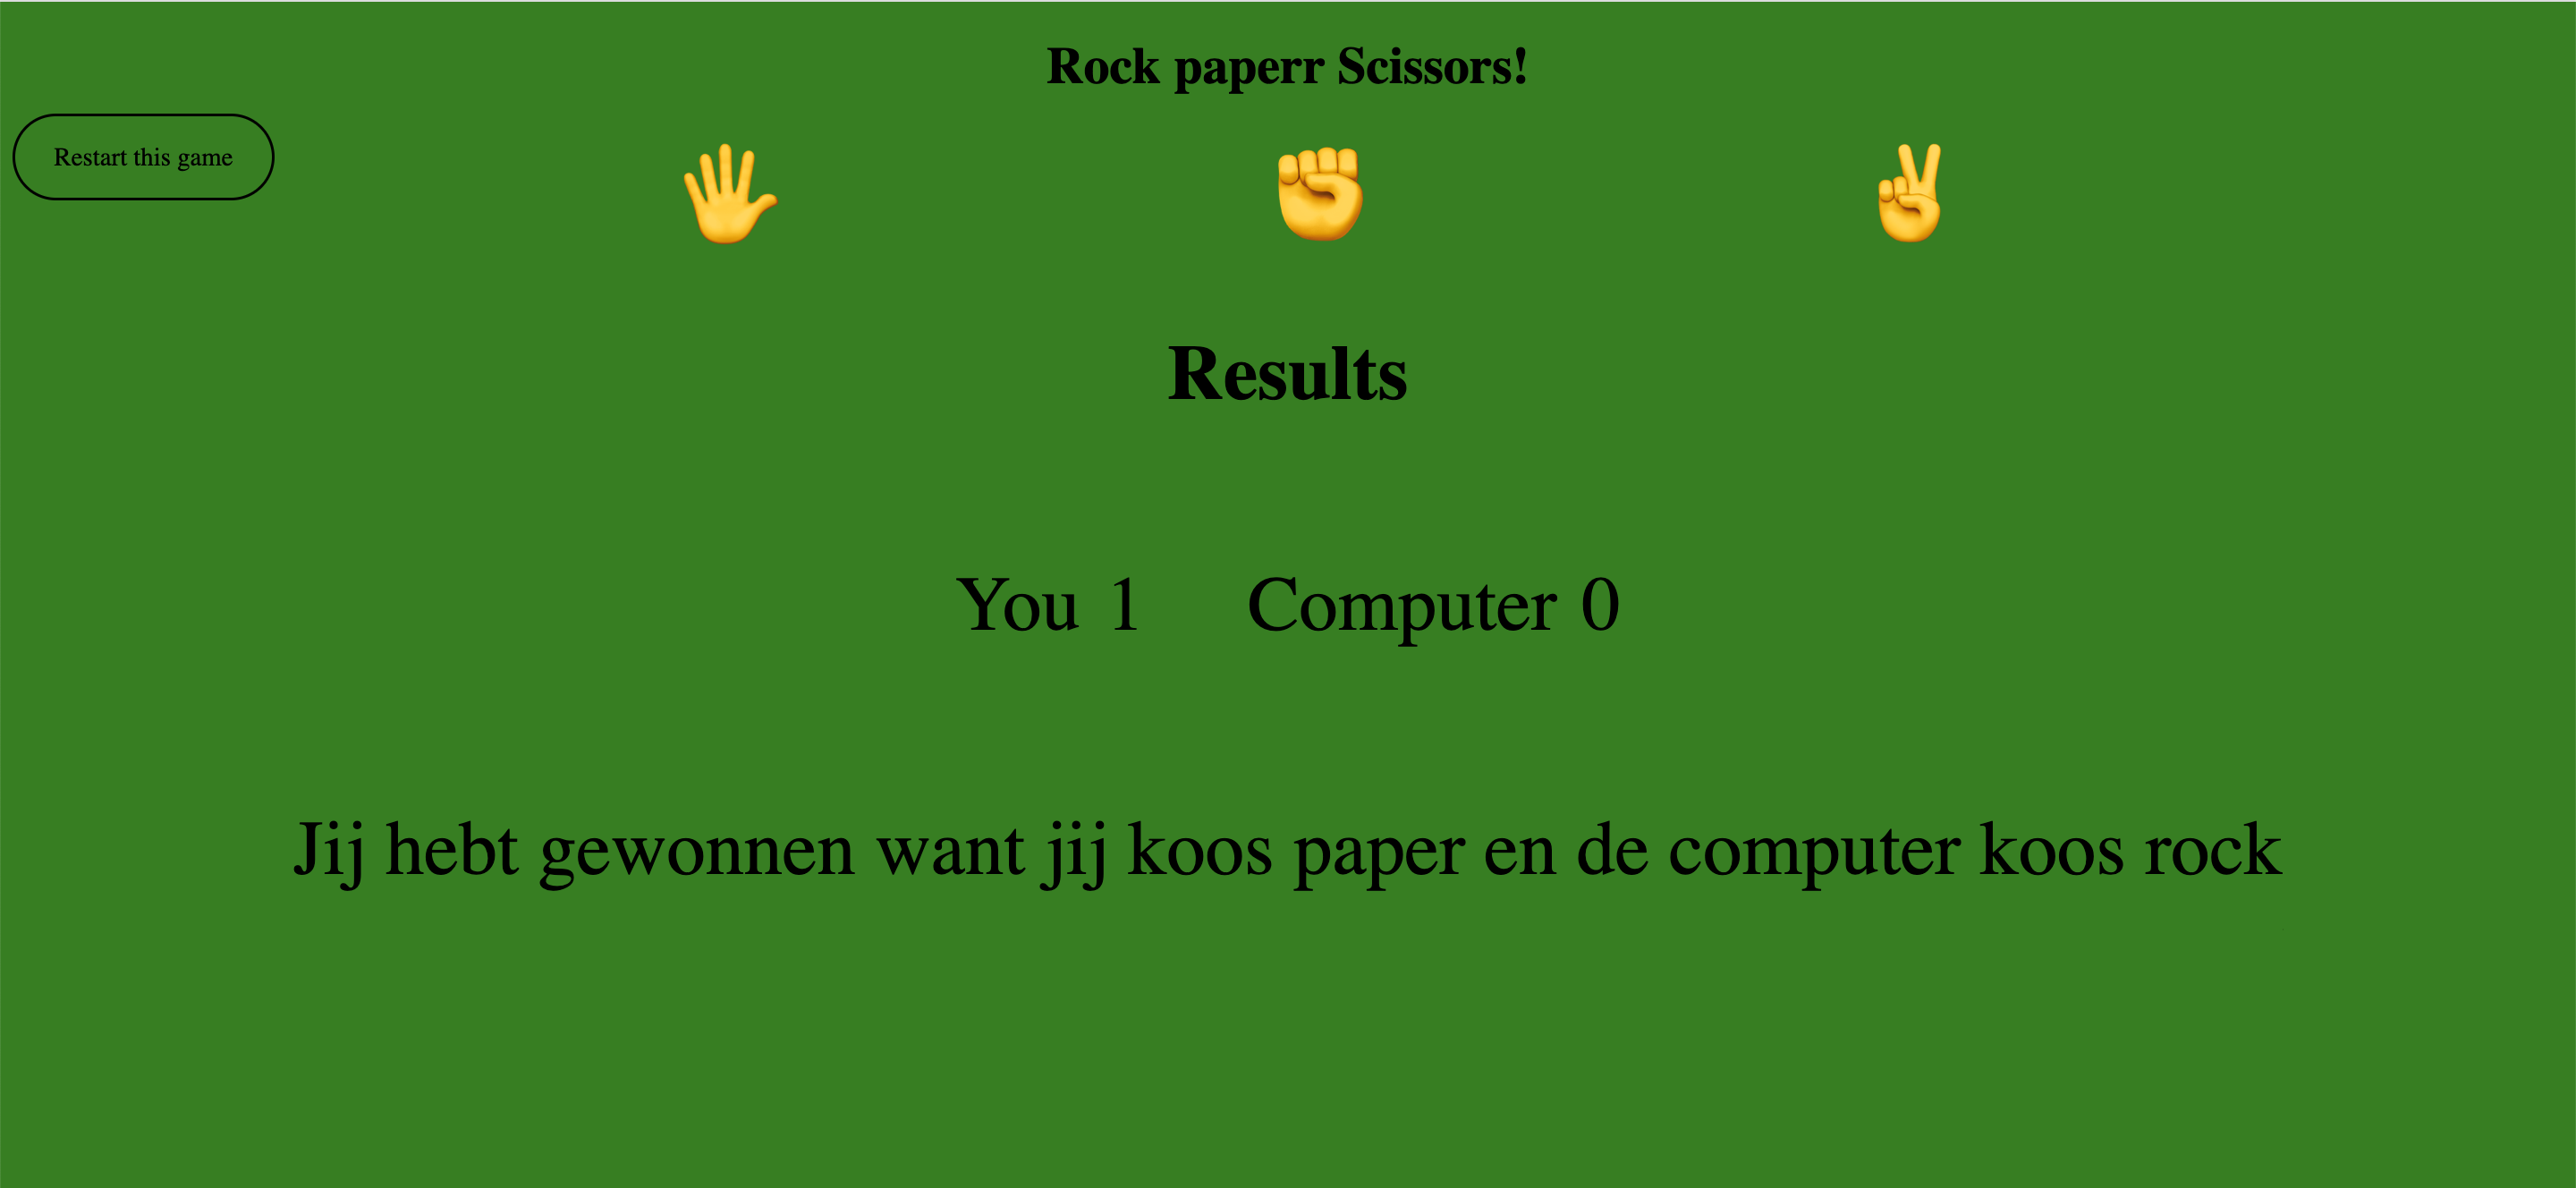 Rock paperr Scissors!
Restart this game
Results
You 1 Computer 0
Jij hebt gewonnen want jij koos paper en de computer koos rock